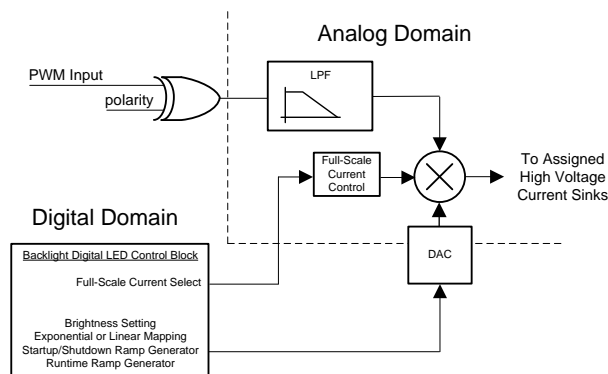 Analog Domain
PWM Input
polarity
LPF
Full-Scale
Current
Control
To Assigned
High Voltage
Current Sinks
Digital Domain
DAC
Backlight Digital LED Control Block
Full-Scale Current Select
Brightness Setting
Exponential or Linear Mapping
Startup/Shutdown Ramp Generator
Runtime Ramp Generator